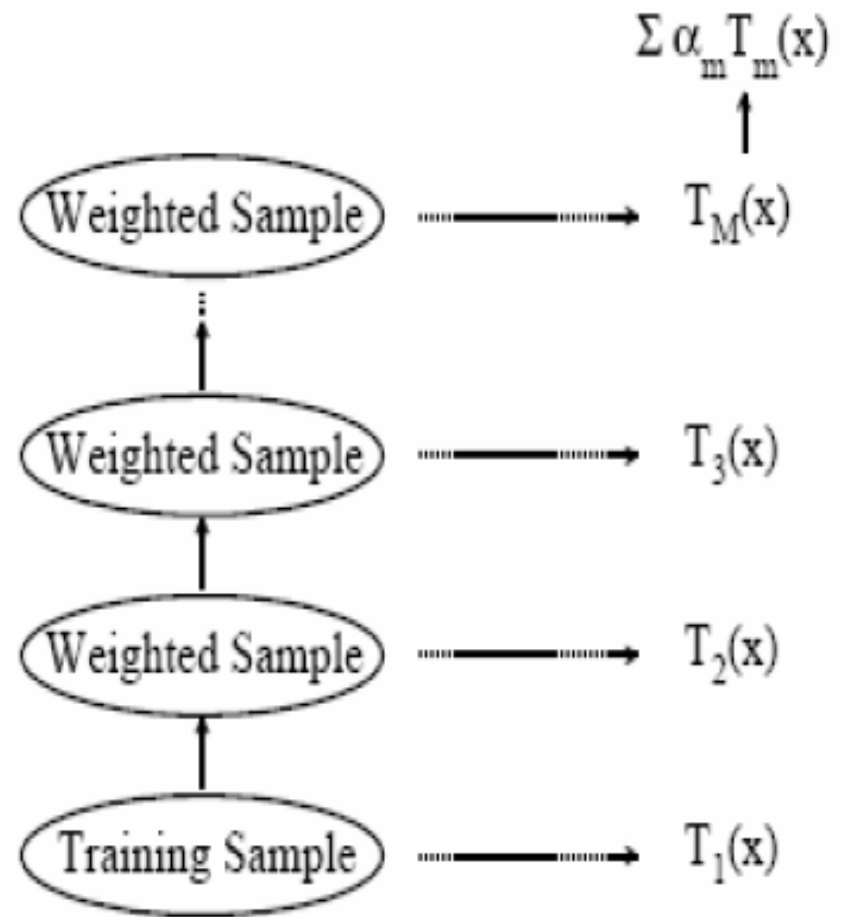 Σ α_m T_m(x)
Weighted Sample T_M(x)
Weighted Sample T_3(x)
Weighted Sample T_2(x)
Training Sample T_1(x)